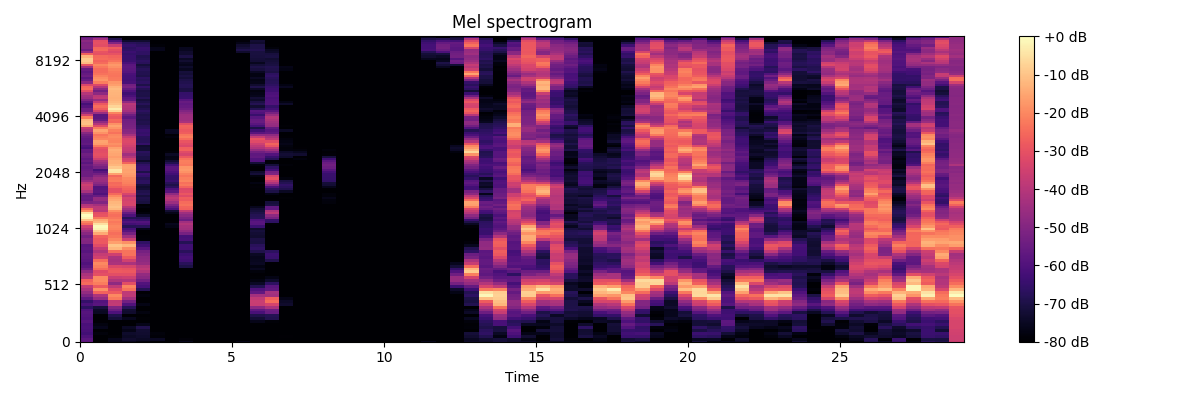 Mel spectrogram
Hz
8192
4096
2048
1024
512
0
0 5 10 15 20 25
Time
+0 dB
-10 dB
-20 dB
-30 dB
-40 dB
-50 dB
-60 dB
-70 dB
-80 dB